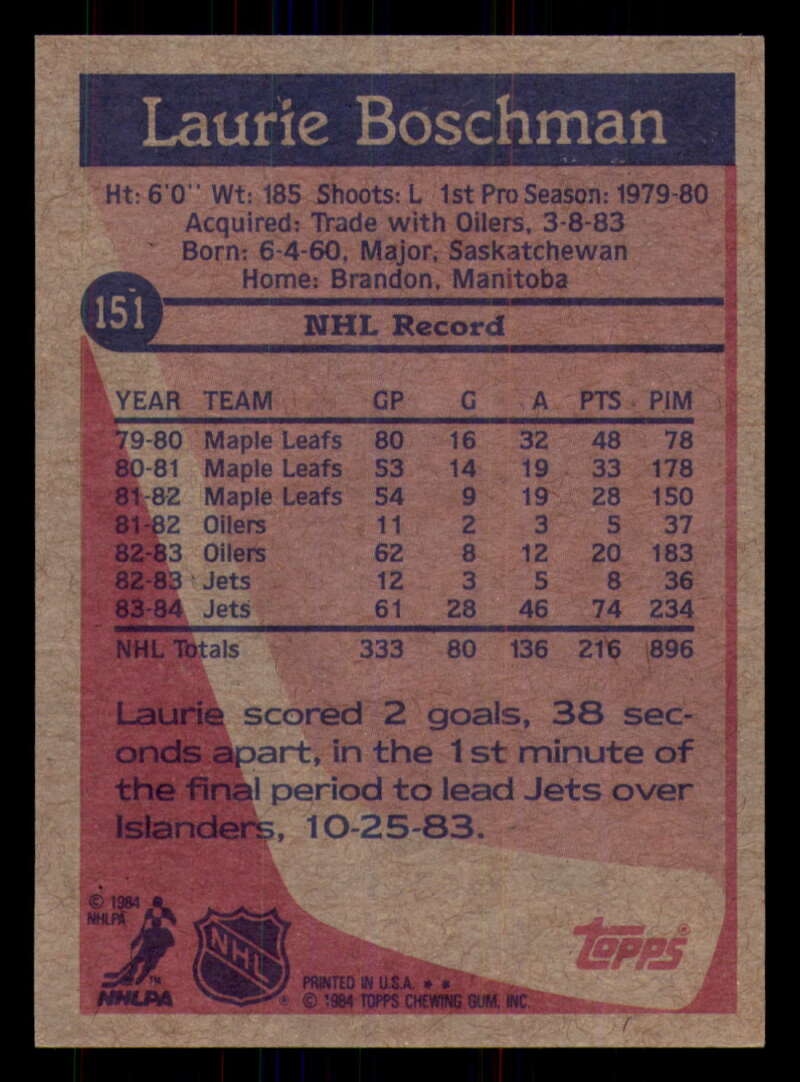 Laurie Boschman
Ht: 6'0" Wt: 185 Shoots: L 1st Pro Season: 1979-80
Acquired: Trade with Oilers, 3-8-83
Born: 6-4-60, Major, Saskatchewan
Home: Brandon, Manitoba
151
NHL Record
YEAR TEAM GP G A PTS PIM
79-80 Maple Leafs 80 16 32 48 78
80-81 Maple Leafs 53 14 19 33 178
81-82 Maple Leafs 54 9 19 28 150
81-82 Oilers 11 2 3 5 37
82-83 Oilers 62 8 12 20 183
82-83 Jets 12 3 5 8 36
83-84 Jets 61 28 46 74 234
NHL Totals 333 80 136 216 896
Laurie scored 2 goals, 38 sec-
onds apart, in the 1st minute of
the final period to lead Jets over
Islanders, 10-25-83.
© 1984
NHLPA
NHLPA ™
NHL ®
topps®
PRINTED IN U.S.A. * *
© 1984 TOPPS CHEWING GUM, INC.